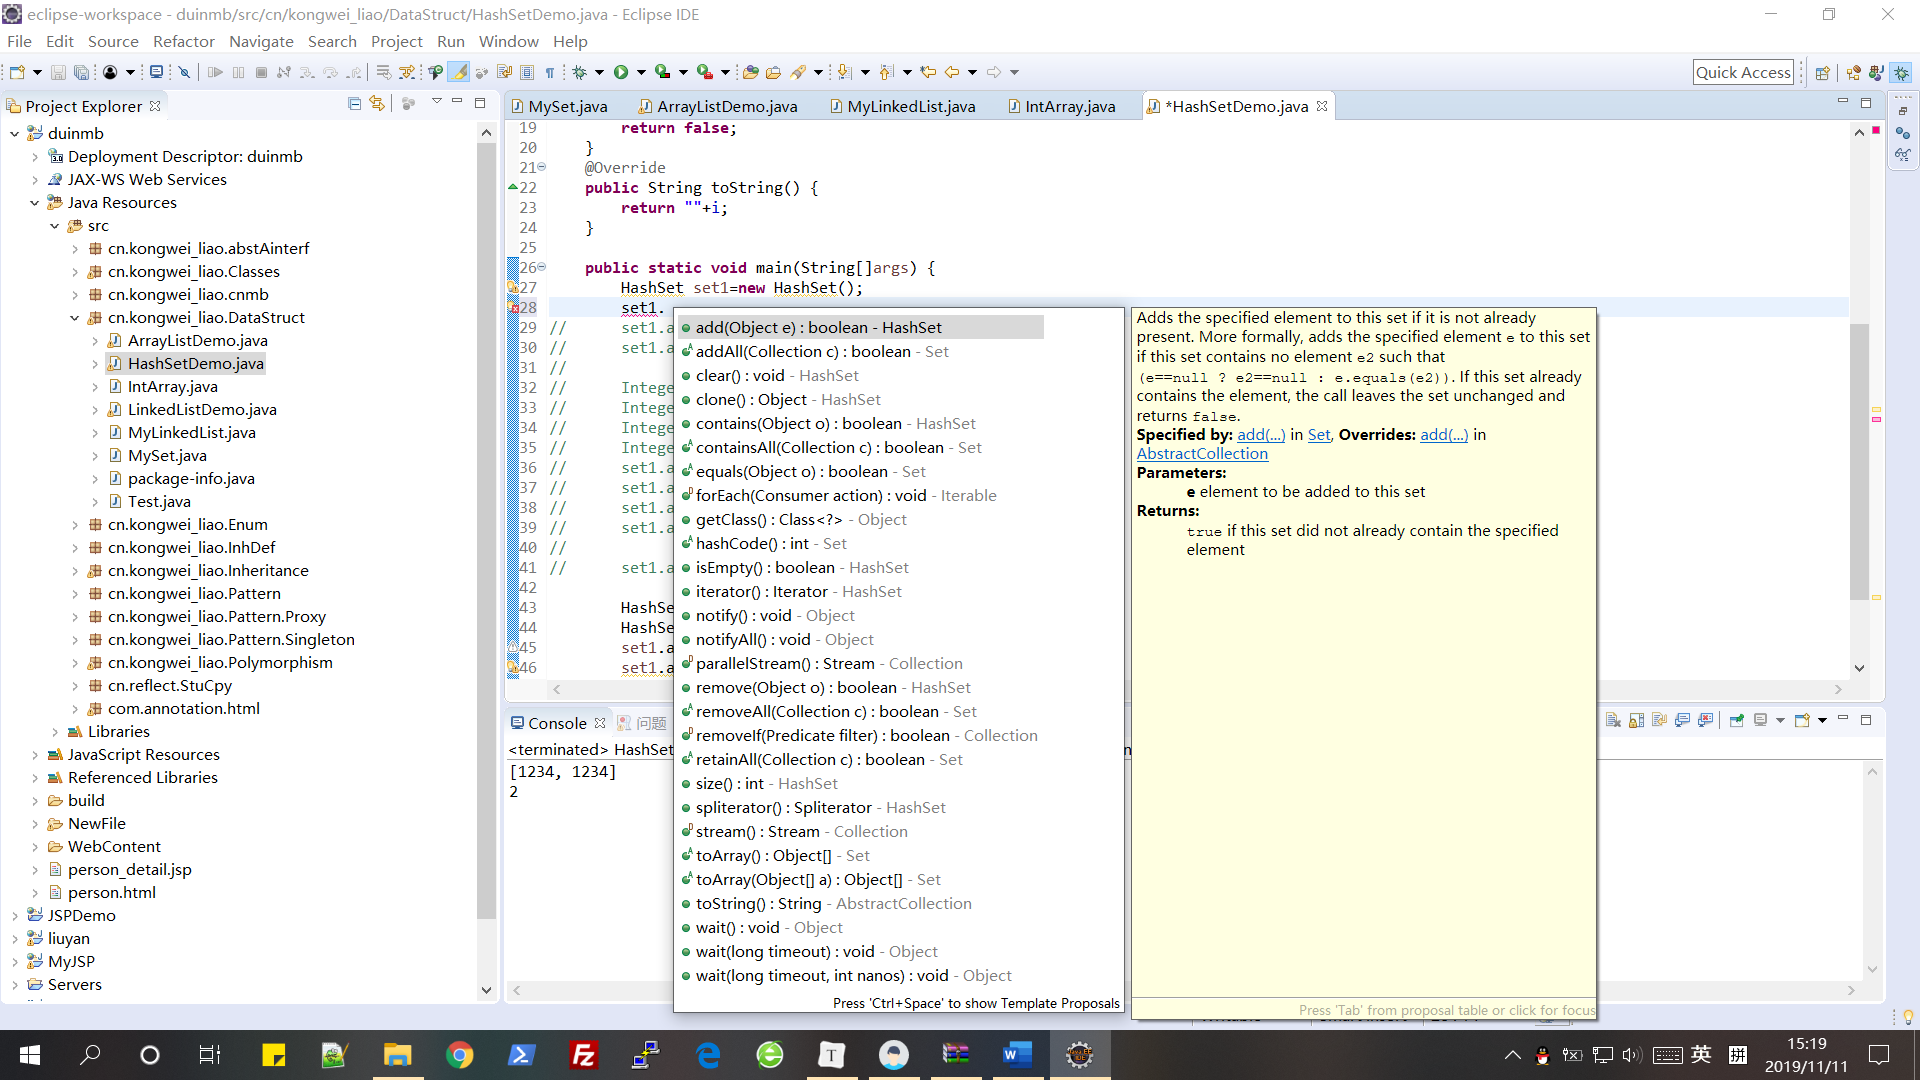 eclipse-workspace - duinmb/src/cn/kongwei_liao/DataStruct/HashSetDemo.java - Eclipse IDE
File Edit Source Refactor Navigate Search Project Run Window Help
Quick Access
Project Explorer
duinmb
Deployment Descriptor: duinmb
JAX-WS Web Services
Java Resources
src
cn.kongwei_liao.abstAinterf
cn.kongwei_liao.Classes
cn.kongwei_liao.cnmb
cn.kongwei_liao.DataStruct
ArrayListDemo.java
HashSetDemo.java
IntArray.java
LinkedListDemo.java
MyLinkedList.java
MySet.java
package-info.java
Test.java
cn.kongwei_liao.Enum
cn.kongwei_liao.InhDef
cn.kongwei_liao.Inheritance
cn.kongwei_liao.Pattern
cn.kongwei_liao.Pattern.Proxy
cn.kongwei_liao.Pattern.Singleton
cn.kongwei_liao.Polymorphism
cn.reflect.StuCpy
com.annotation.html
Libraries
JavaScript Resources
Referenced Libraries
build
NewFile
WebContent
person_detail.jsp
person.html
JSPDemo
liuyan
MyJSP
Servers
MySet.java ArrayListDemo.java MyLinkedList.java IntArray.java *HashSetDemo.java
19 return false;
20 }
21 @Override
22 public String toString() {
23 return ""+i;
24 }
25
26 public static void main(String[]args) {
27 HashSet set1=new HashSet();
28 set1.
29 // set1.a
30 // set1.a
31 //
32 // Intege
33 // Intege
34 // Intege
35 // Intege
36 // set1.a
37 // set1.a
38 // set1.a
39 // set1.a
40 //
41 // set1.a
42
43 HashSe
44 HashSe
45 set1.a
46 set1.a
add(Object e) : boolean - HashSet
addAll(Collection c) : boolean - Set
clear() : void - HashSet
clone() : Object - HashSet
contains(Object o) : boolean - HashSet
containsAll(Collection c) : boolean - Set
equals(Object o) : boolean - Set
forEach(Consumer action) : void - Iterable
getClass() : Class<?> - Object
hashCode() : int - Set
isEmpty() : boolean - HashSet
iterator() : Iterator - HashSet
notify() : void - Object
notifyAll() : void - Object
parallelStream() : Stream - Collection
remove(Object o) : boolean - HashSet
removeAll(Collection c) : boolean - Set
removeIf(Predicate filter) : boolean - Collection
retainAll(Collection c) : boolean - Set
size() : int - HashSet
spliterator() : Spliterator - HashSet
stream() : Stream - Collection
toArray() : Object[] - Set
toArray(Object[] a) : Object[] - Set
toString() : String - AbstractCollection
wait() : void - Object
wait(long timeout) : void - Object
wait(long timeout, int nanos) : void - Object
Press 'Ctrl+Space' to show Template Proposals
Adds the specified element to this set if it is not already
present. More formally, adds the specified element e to this set
if this set contains no element e2 such that
(e==null ? e2==null : e.equals(e2)). If this set already
contains the element, the call leaves the set unchanged and
returns false.
Specified by: add(...) in Set, Overrides: add(...) in
AbstractCollection
Parameters:
e element to be added to this set
Returns:
true if this set did not already contain the specified
element
Press 'Tab' from proposal table or click for focus
Console 问题
<terminated> HashSet
[1234, 1234]
2
英 拼
15:19
2019/11/11